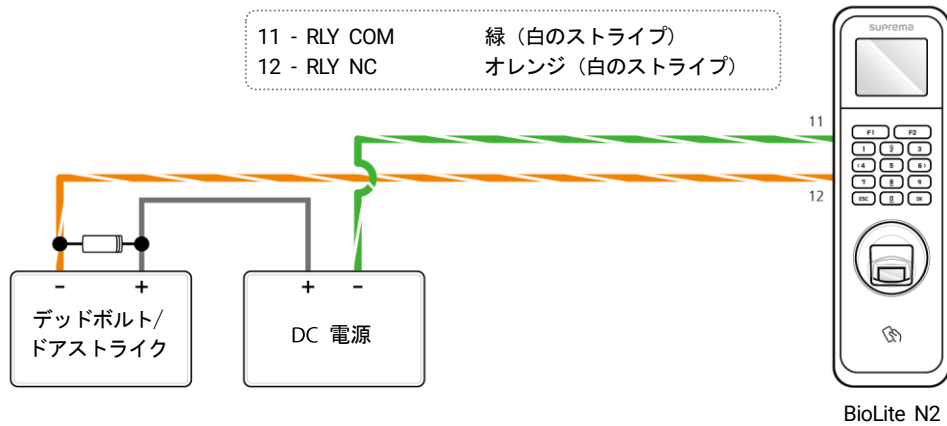 11 - RLY COM 緑（白のストライプ）
12 - RLY NC オレンジ（白のストライプ）
suprema
11
F1 F2
1 2 3
4 5 6
12
7 8 9
ESC 0 OK
- +
デッドボルト/
ドアストライク
+ -
DC 電源
BioLite N2